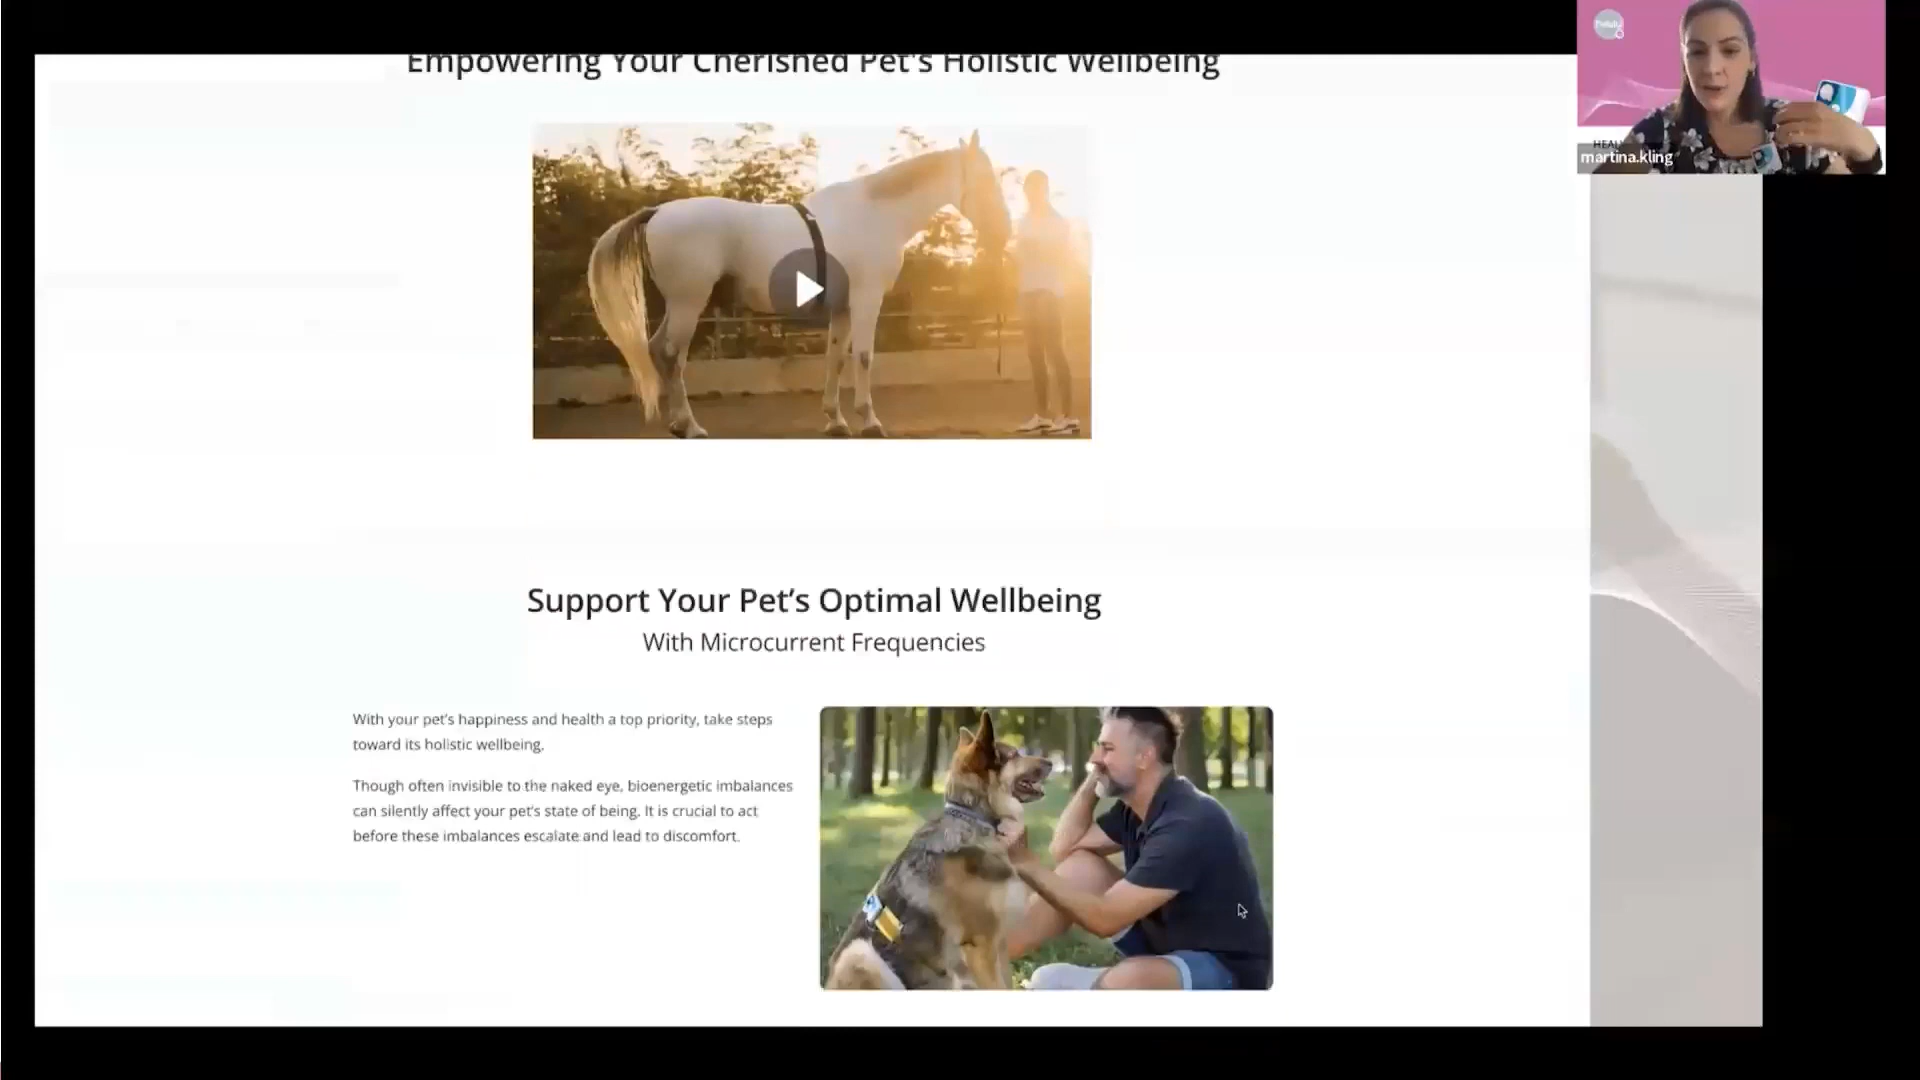 Empowering Your Cherished Pet's Holistic Wellbeing
HEAL
martina.kling
Support Your Pet's Optimal Wellbeing
With Microcurrent Frequencies
With your pet's happiness and health a top priority, take steps
toward its holistic wellbeing.
Though often invisible to the naked eye, bioenergetic imbalances
can silently affect your pet's state of being. It is crucial to act
before these imbalances escalate and lead to discomfort.